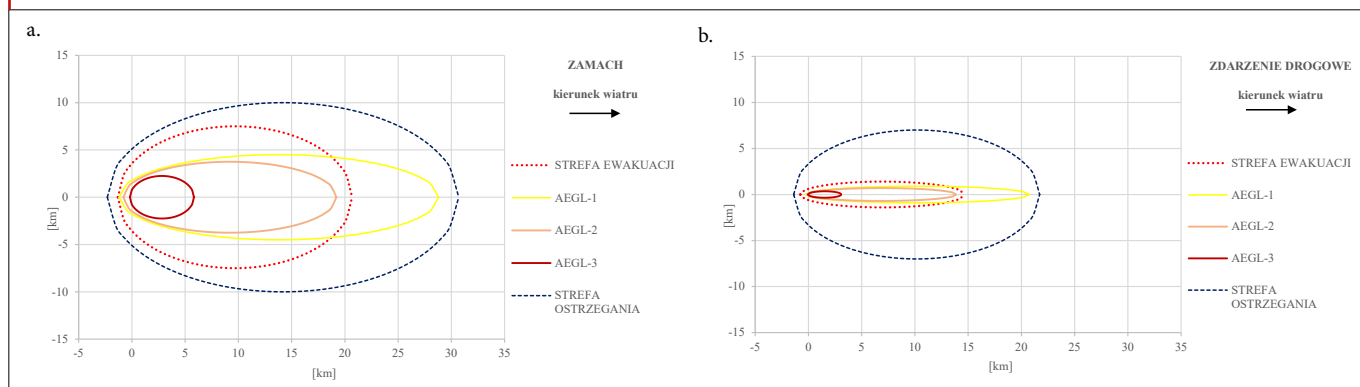 a.
15
10
5
0
-5
-10
-15
[km]
-5 0 5 10 15 20 25 30 35
[km]
ZAMACH
kierunek wiatru
STREFA EWAKUACJI
AEGL-1
AEGL-2
AEGL-3
STREFA
OSTRZEGANIA
b.
15
10
5
0
-5
-10
-15
[km]
-5 0 5 10 15 20 25 30 35
[km]
ZDARZENIE DROGOWE
kierunek wiatru
STREFA EWAKUACJI
AEGL-1
AEGL-2
AEGL-3
STREFA
OSTRZEGANIA